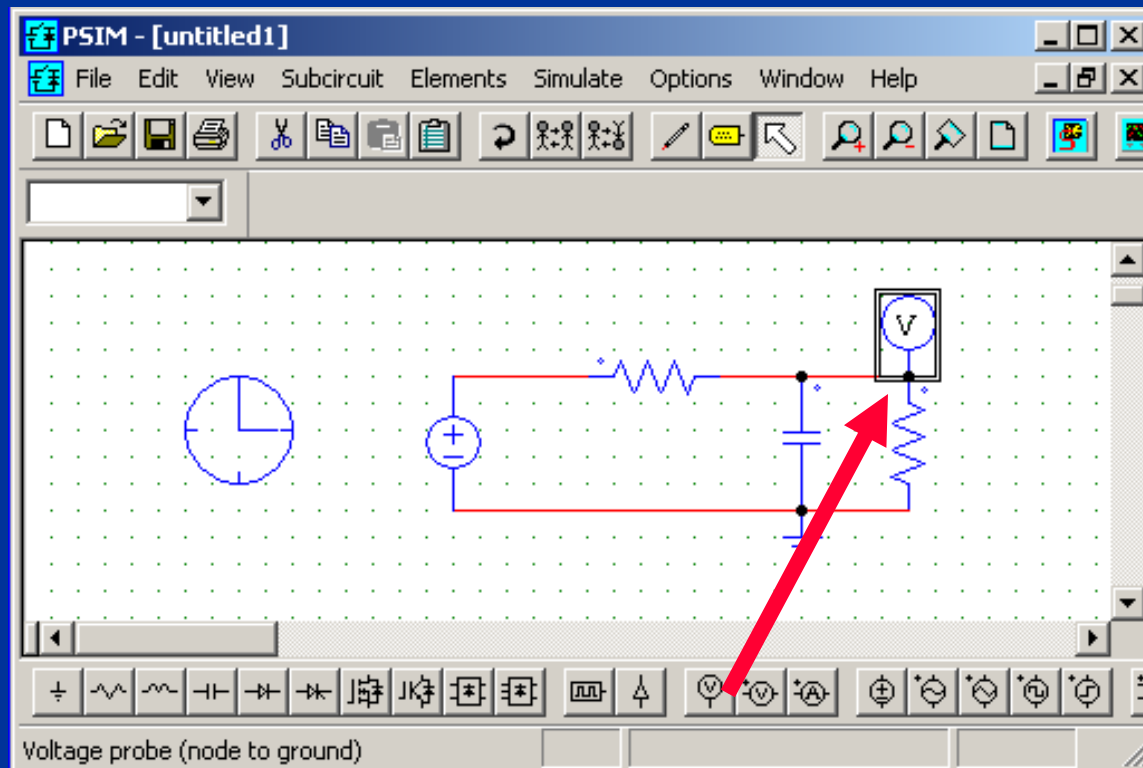 PSIM - [untitled1]
File Edit View Subcircuit Elements Simulate Options Window Help
V
V V A
Voltage probe (node to ground)